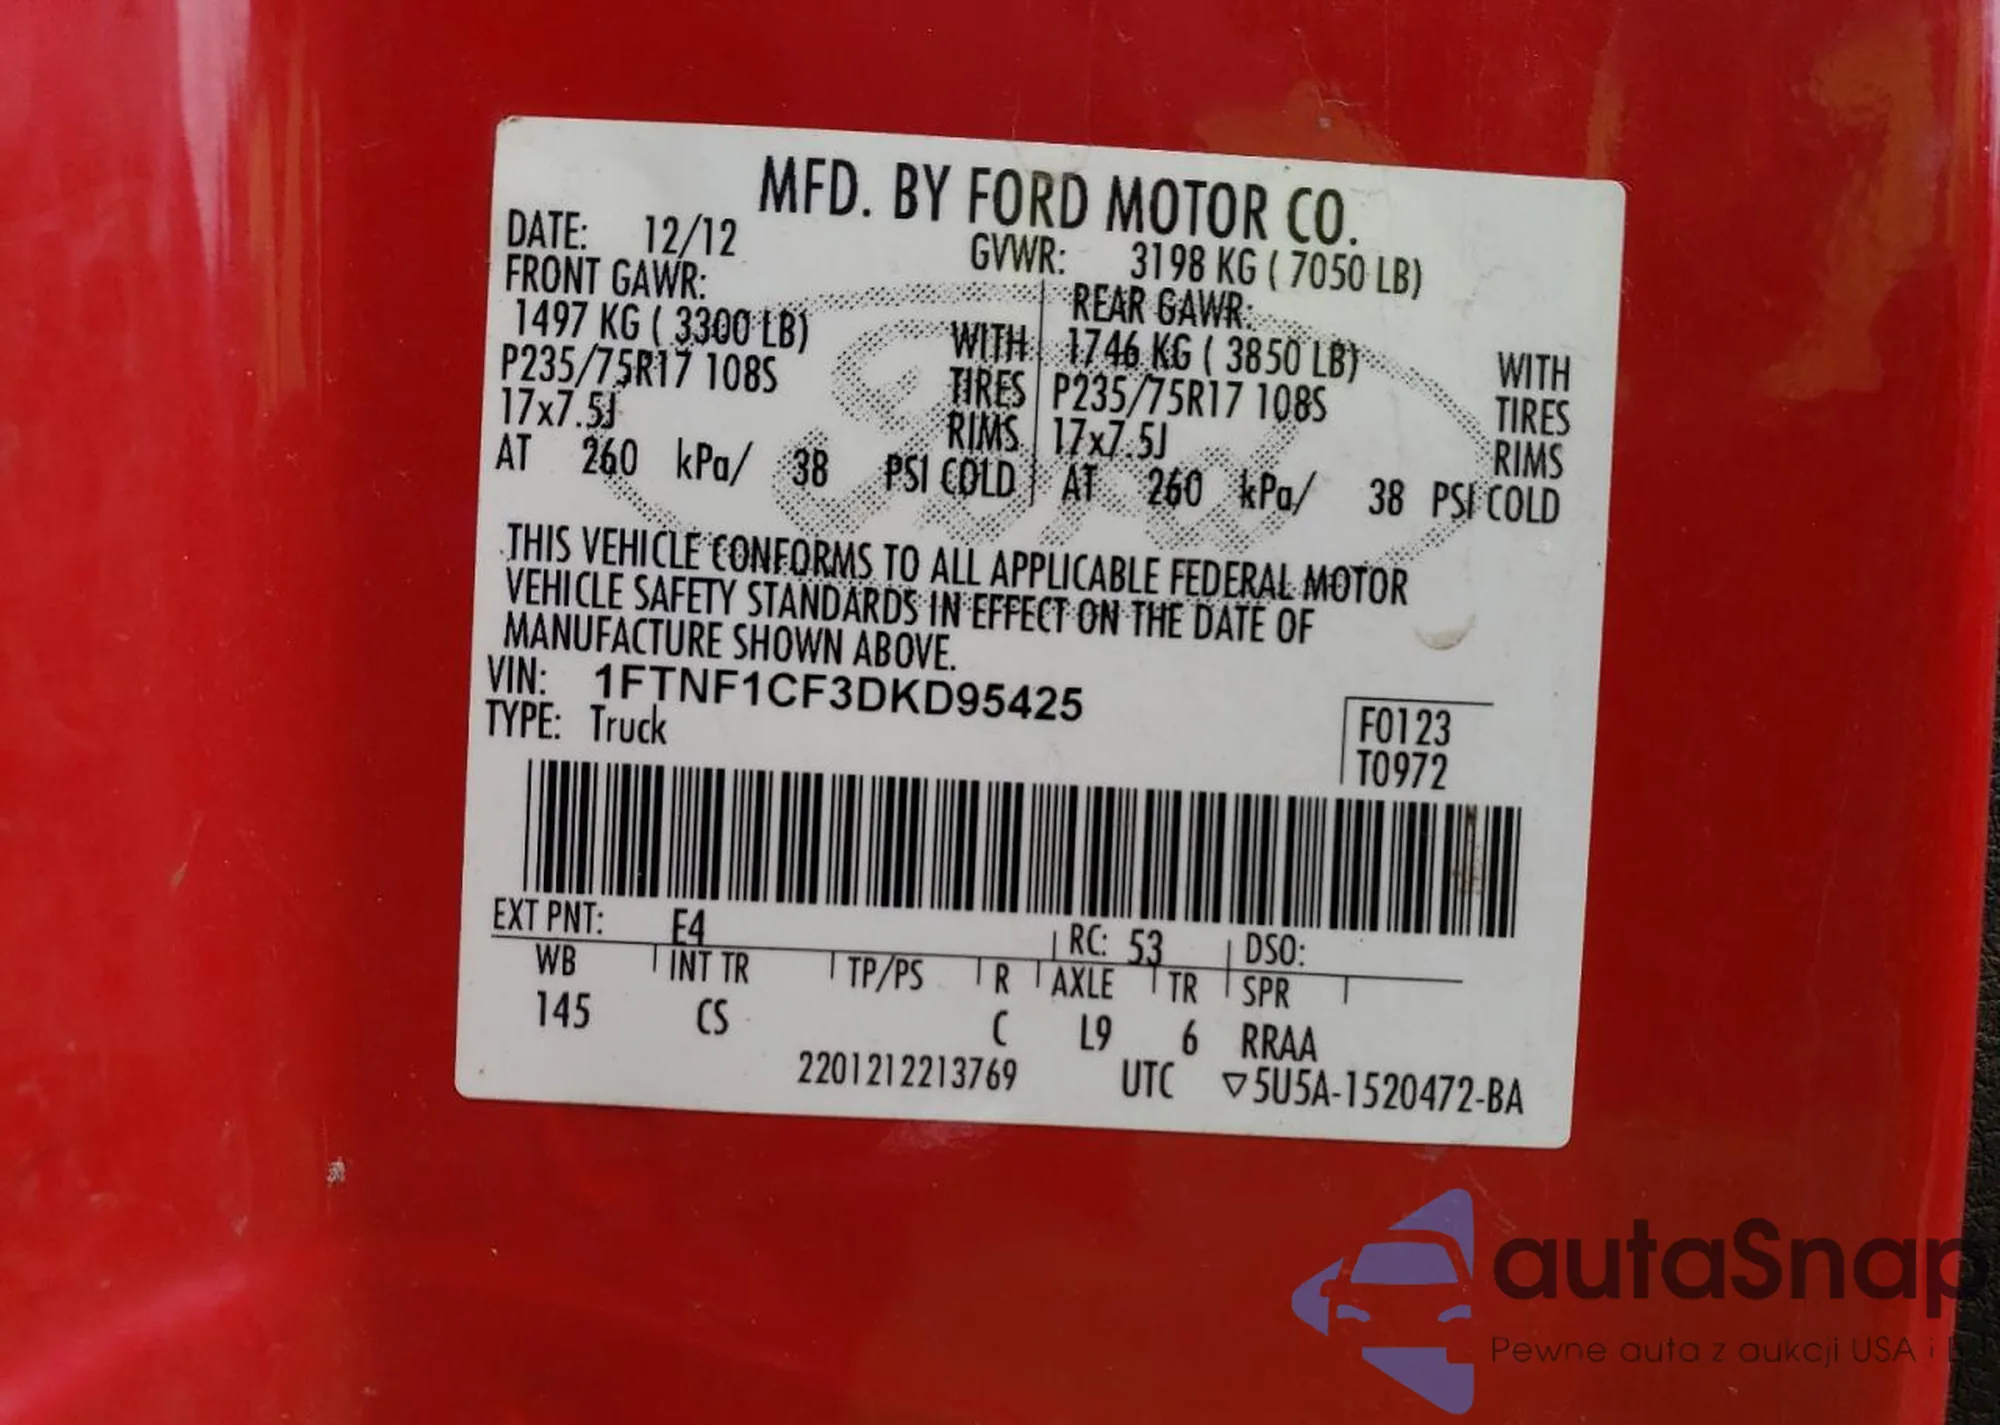 MFD. BY FORD MOTOR CO.
DATE: 12/12 GVWR: 3198 KG ( 7050 LB)
FRONT GAWR: REAR GAWR:
1497 KG ( 3300 LB) WITH 1746 KG ( 3850 LB) WITH
P235/75R17 108S TIRES P235/75R17 108S TIRES
17x7.5J RIMS 17x7.5J RIMS
AT 260 kPa/ 38 PSI COLD AT 260 kPa/ 38 PSI COLD
THIS VEHICLE CONFORMS TO ALL APPLICABLE FEDERAL MOTOR
VEHICLE SAFETY STANDARDS IN EFFECT ON THE DATE OF
MANUFACTURE SHOWN ABOVE.
VIN: 1FTNF1CF3DKD95425
TYPE: Truck
F0123
T0972
EXT PNT: E4 RC: 53 DSO:
WB INT TR TP/PS R AXLE TR SPR
145 CS C L9 6 RRAA
2201212213769 UTC ▽5U5A-1520472-BA
Ford
autaSnap
Pewne auta z aukcji USA i